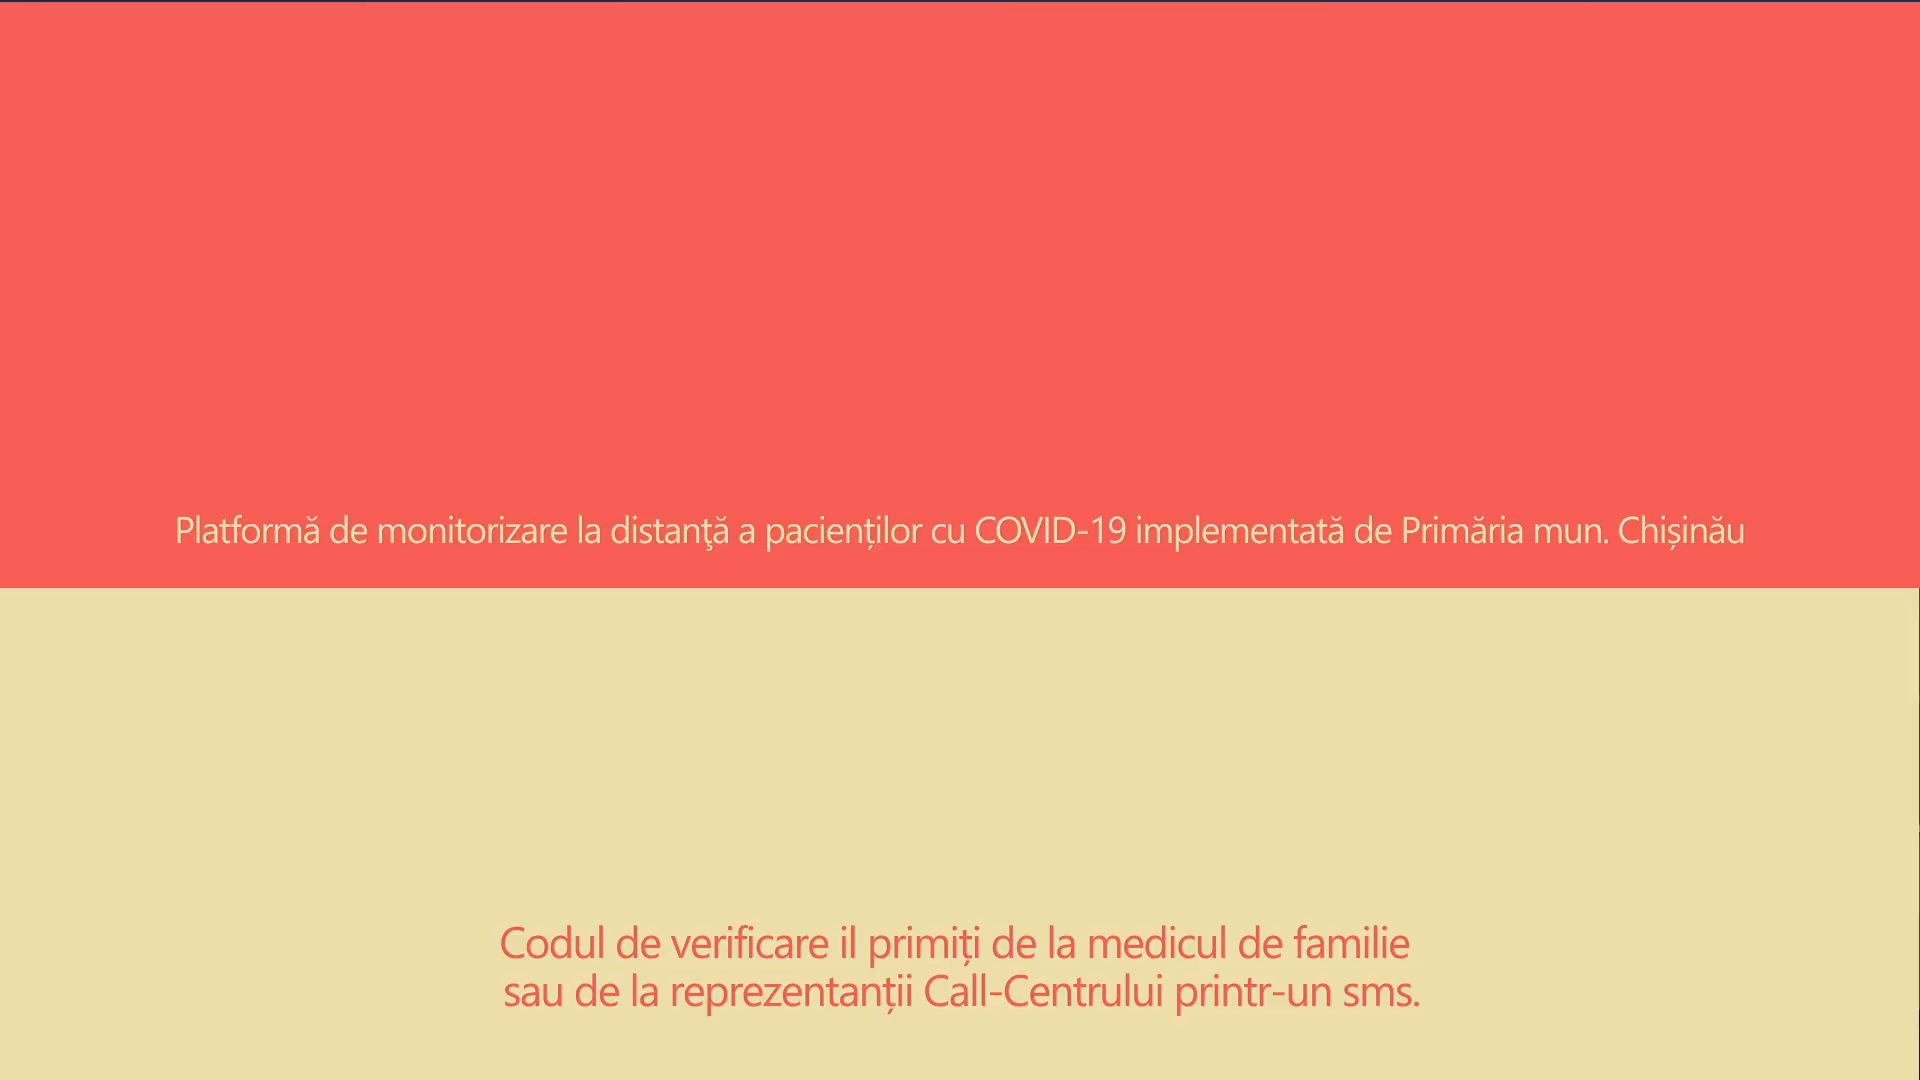 Platformă de monitorizare la distanţă a pacienților cu COVID-19 implementată de Primăria mun. Chișinău
Codul de verificare il primiți de la medicul de familie
sau de la reprezentanții Call-Centrului printr-un sms.